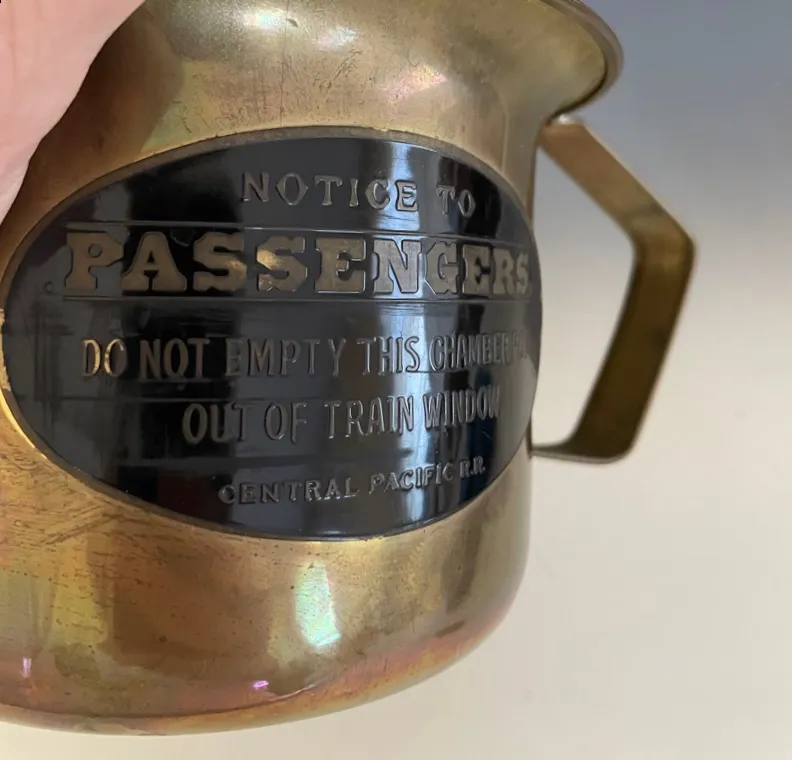 NOTICE TO
PASSENGERS
DO NOT EMPTY THIS CHAMBER
OUT OF TRAIN WINDOW
CENTRAL PACIFIC R.R.